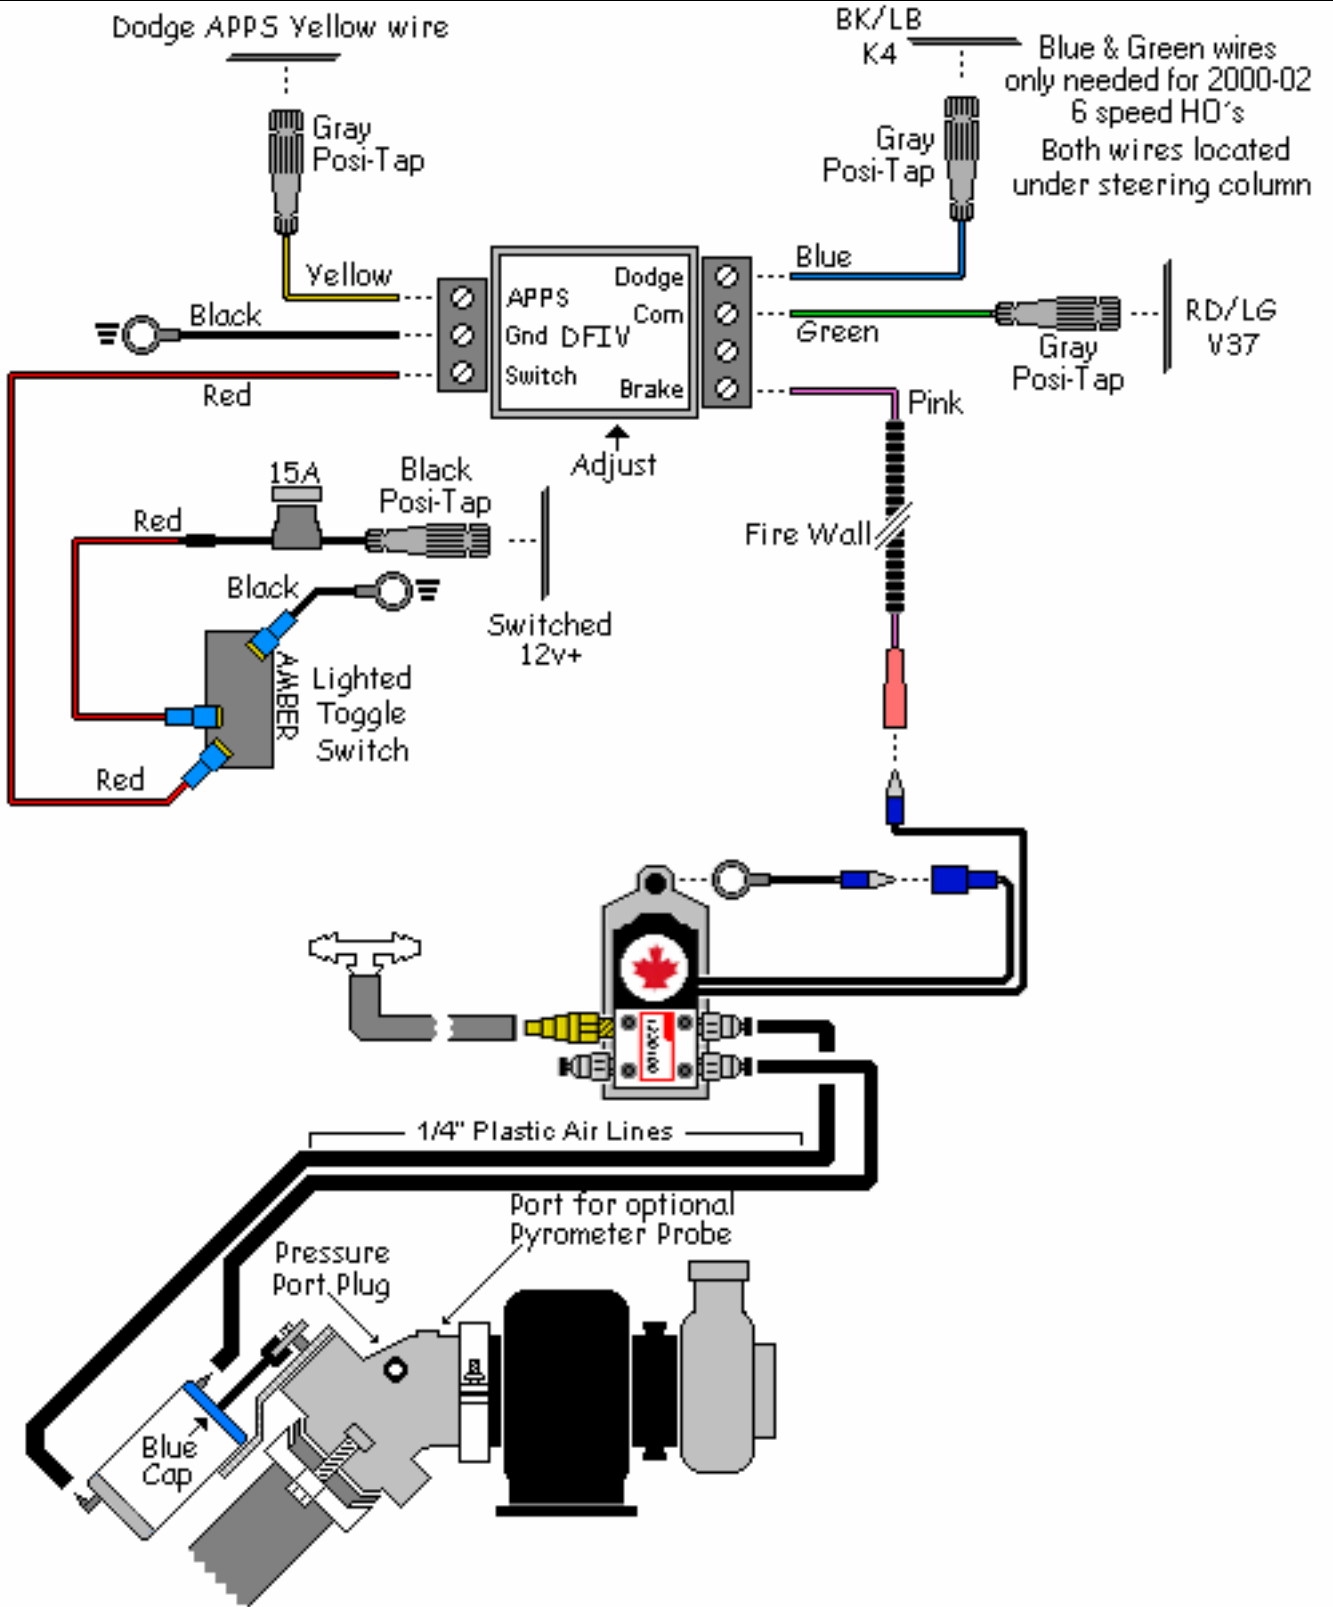 Dodge APPS Yellow wire
BK/LB
K4
Blue & Green wires
only needed for 2000-02
6 speed HO's
Both wires located
under steering column
Gray
Posi-Tap
Gray
Posi-Tap
Yellow
Blue
Black
Red
APPS
Gnd DFIV
Switch
Dodge
Com
Brake
Green
Gray
Posi-Tap
RD/LG
V37
Pink
Adjust
15A
Black
Posi-Tap
Red
Fire Wall
Black
Switched
12v+
AMBER
Lighted
Toggle
Switch
Red
1/4" Plastic Air Lines
Port for optional
Pyrometer Probe
Pressure
Port Plug
Blue
Cap